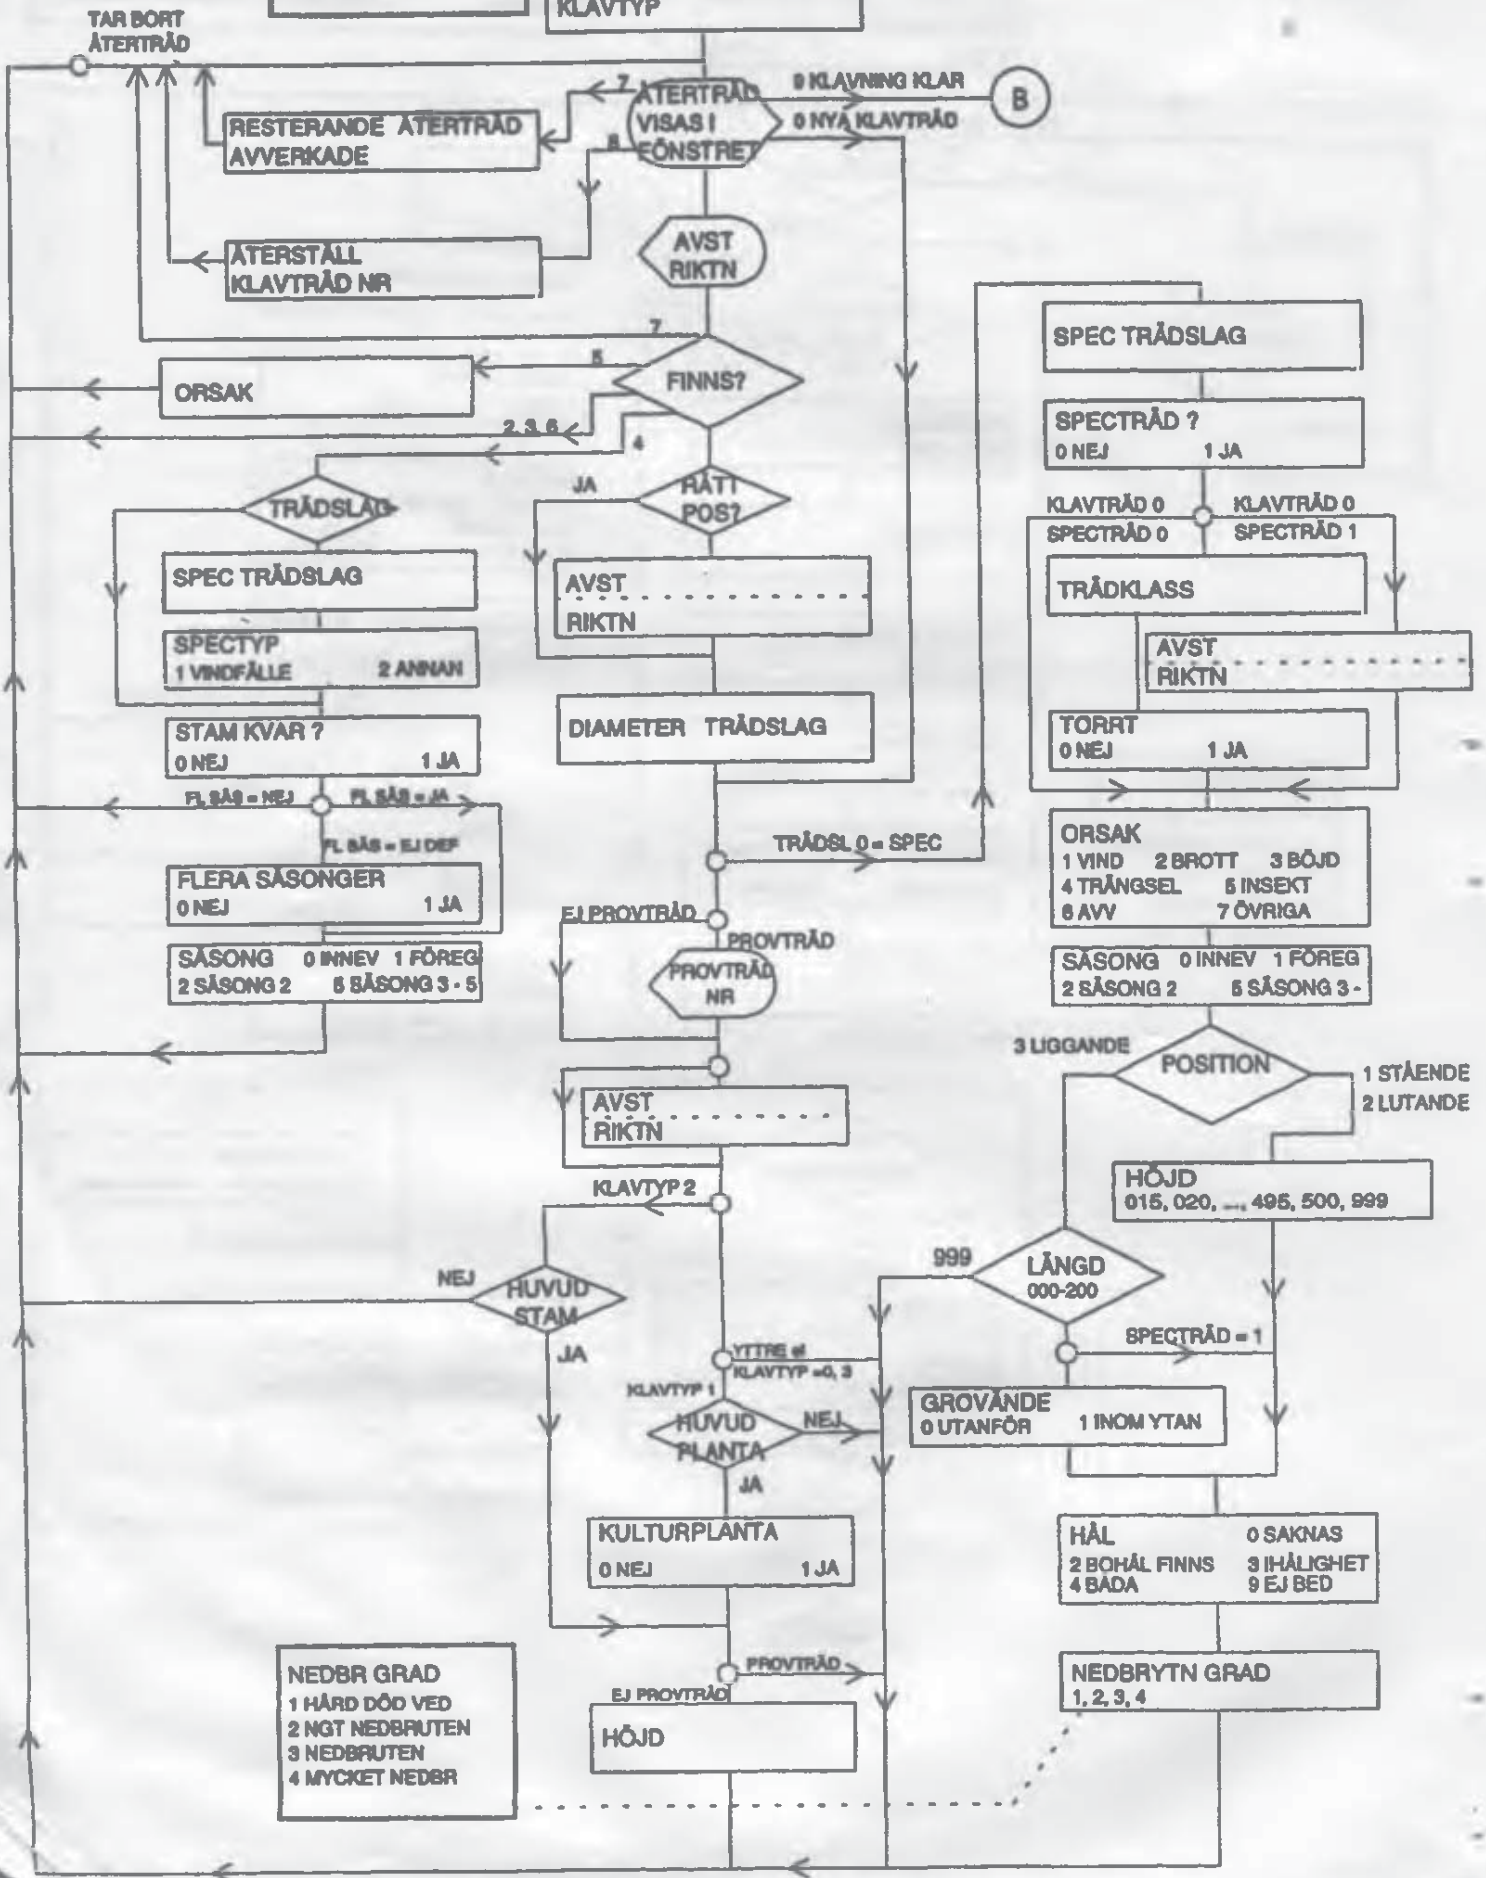 KLAVTYP
TAR BORT
ÅTERTRÄD
7
ÅTERTRÄD
VISAS I
FÖNSTRET
9 KLAVNING KLAR
B
0 NYA KLAVTRÄD
RESTERANDE ÅTERTRÄD
AVVERKADE
8
ÅTERSTÄLL
KLAVTRÄD NR
AVST
RIKTN
7
5
FINNS?
ORSAK
2, 3, 6
4
TRÄDSLAG
JA
RÄTT
POS?
SPEC TRÄDSLAG
SPECTYP
1 VINDFÄLLE 2 ANNAN
STAM KVAR ?
0 NEJ 1 JA
FL SÄS = NEJ
FL SÄS = JA
FL SÄS = EJ DEF
FLERA SÄSONGER
0 NEJ 1 JA
SÄSONG 0 INNEV 1 FÖREG
2 SÄSONG 2 5 SÄSONG 3 - 5
AVST
RIKTN
DIAMETER TRÄDSLAG
TRÄDSL 0 = SPEC
EJ PROVTRÄD
PROVTRÄD
PROVTRÄD
NR
AVST
RIKTN
KLAVTYP 2
NEJ
HUVUD
STAM
JA
YTTRE el
KLAVTYP =0, 3
KLAVTYP 1
HUVUD
PLANTA
NEJ
JA
KULTURPLANTA
0 NEJ 1 JA
PROVTRÄD
EJ PROVTRÄD
HÖJD
NEDBR GRAD
1 HÅRD DÖD VED
2 NGT NEDBRUTEN
3 NEDBRUTEN
4 MYCKET NEDBR
SPEC TRÄDSLAG
SPECTRÄD ?
0 NEJ 1 JA
KLAVTRÄD 0
SPECTRÄD 0
KLAVTRÄD 0
SPECTRÄD 1
TRÄDKLASS
AVST
RIKTN
TORRT
0 NEJ 1 JA
ORSAK
1 VIND 2 BROTT 3 BÖJD
4 TRÄNGSEL 5 INSEKT
6 AVV 7 ÖVRIGA
SÄSONG 0 INNEV 1 FÖREG
2 SÄSONG 2 5 SÄSONG 3 -
3 LIGGANDE
POSITION
1 STÅENDE
2 LUTANDE
HÖJD
015, 020, ..., 495, 500, 999
999
LÄNGD
000-200
SPECTRÄD = 1
GROVÄNDE
0 UTANFÖR 1 INOM YTAN
HÅL 0 SAKNAS
2 BOHÅL FINNS 3 IHÅLIGHET
4 BÅDA 9 EJ BED
NEDBRYTN GRAD
1, 2, 3, 4